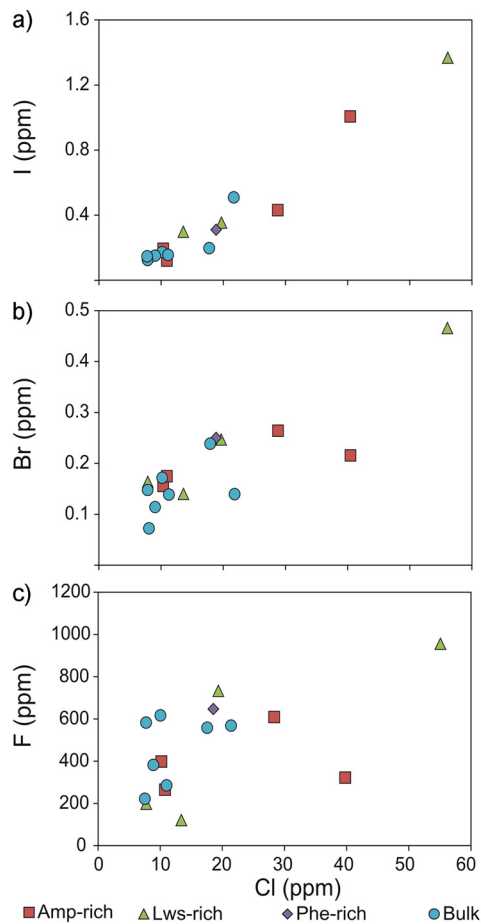 a)
1.6
1.2
0.8
0.4
I (ppm)
b)
0.5
0.4
0.3
0.2
0.1
Br (ppm)
c)
1200
1000
800
600
400
200
0
F (ppm)
0 10 20 30 40 50 60
Cl (ppm)
Amp-rich Lws-rich Phe-rich Bulk